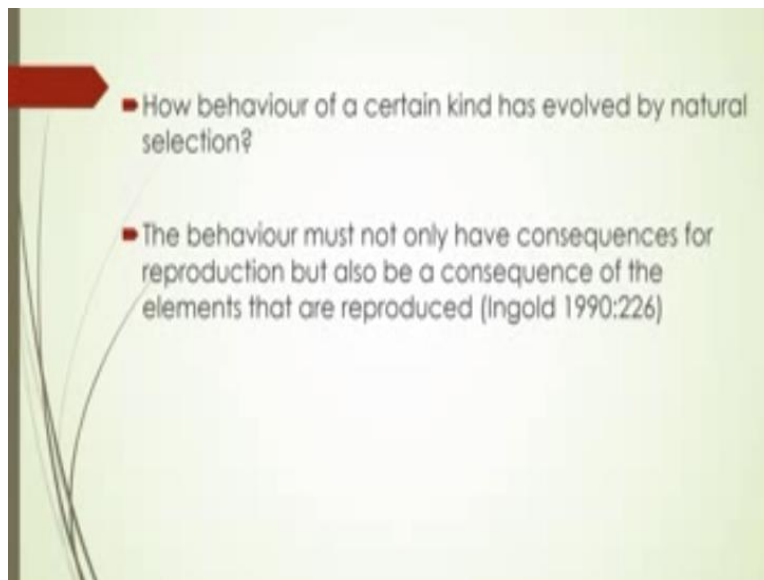 How behaviour of a certain kind has evolved by natural
selection?
The behaviour must not only have consequences for
reproduction but also be a consequence of the
elements that are reproduced (Ingold 1990:226)